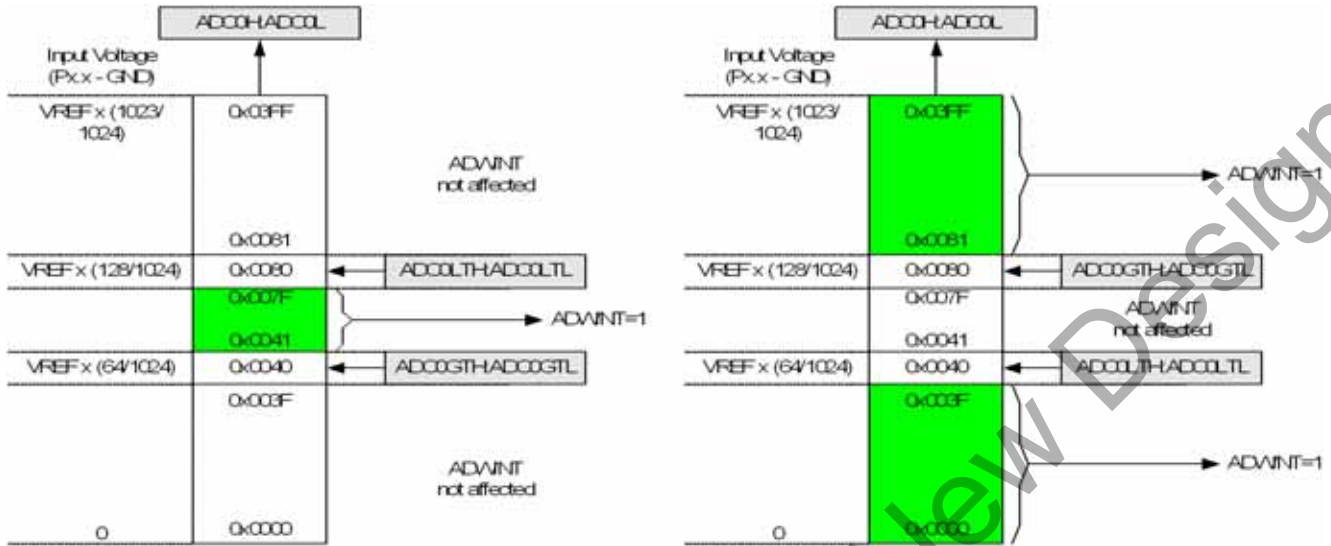 ADC0H:ADC0L
Input Voltage
(Px.x - GND)
VREF x (1023/
1024)
0x03FF
ADWINT
not affected
0x0081
VREF x (128/1024)
0x0080
ADC0LTH:ADC0LTL
0x007F
ADWINT=1
0x0041
VREF x (64/1024)
0x0040
ADC0GTH:ADC0GTL
0x003F
ADWINT
not affected
0
0x0000
ADC0H:ADC0L
Input Voltage
(Px.x - GND)
VREF x (1023/
1024)
0x03FF
ADWINT=1
0x0081
VREF x (128/1024)
0x0080
ADC0GTH:ADC0GTL
0x007F
ADWINT
not affected
0x0041
VREF x (64/1024)
0x0040
ADC0LTH:ADC0LTL
0x003F
ADWINT=1
0
0x0000
New Design